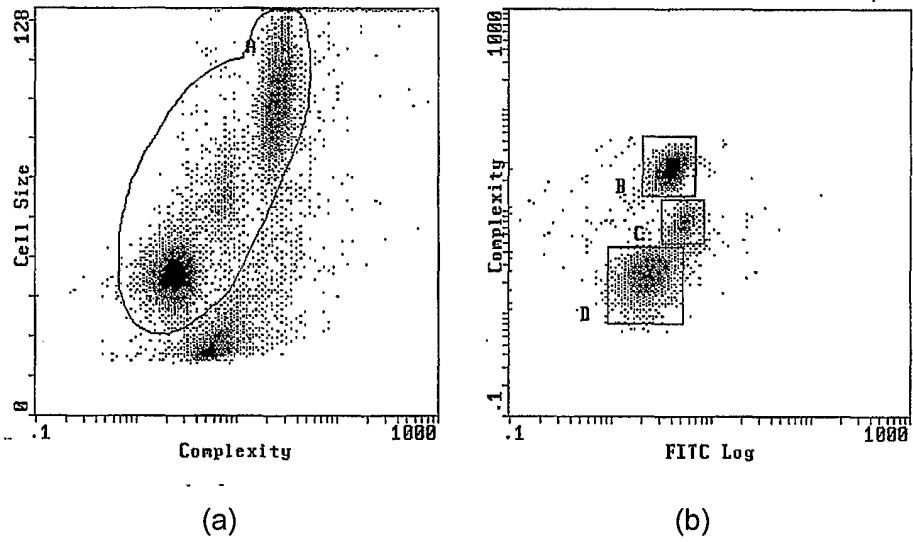 128
A
Cell Size
0
.1
1000
Complexity
(a)
1000
Complexity
.1
B
C
D
.1
1000
FITC Log
(b)